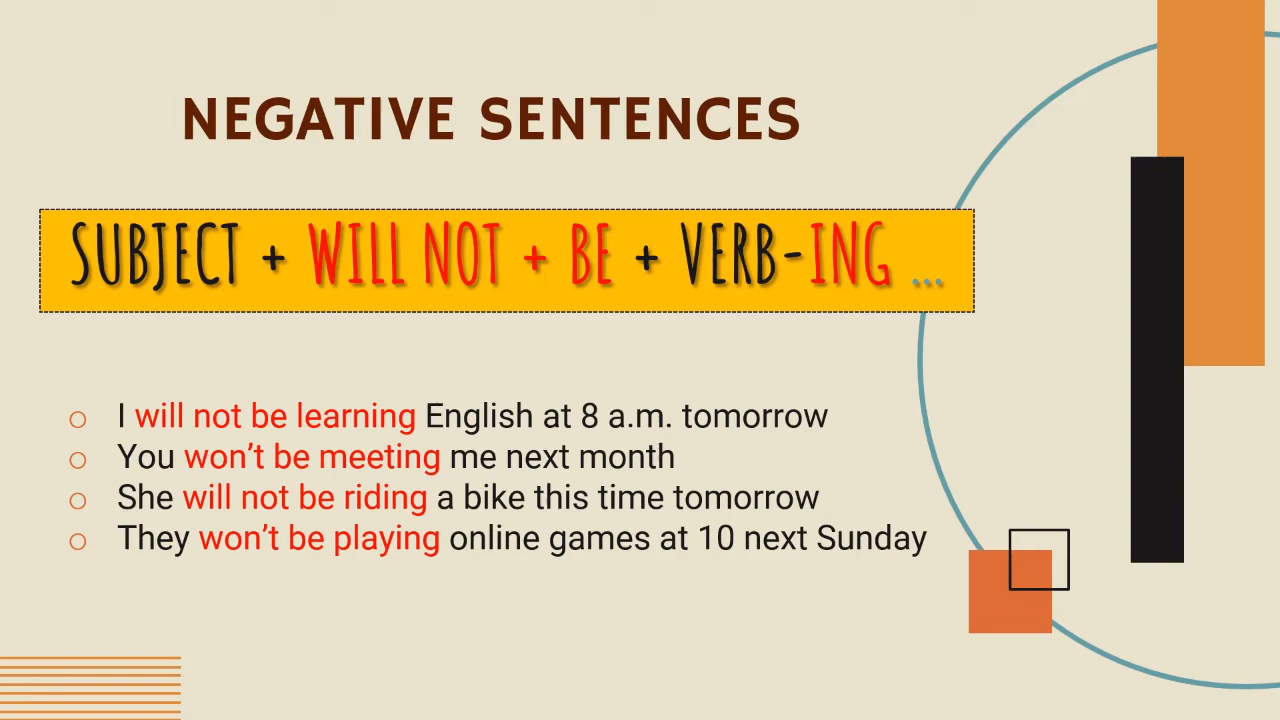 NEGATIVE SENTENCES
SUBJECT + WILL NOT + BE + VERB-ING ...
o I will not be learning English at 8 a.m. tomorrow
o You won’t be meeting me next month
o She will not be riding a bike this time tomorrow
o They won’t be playing online games at 10 next Sunday